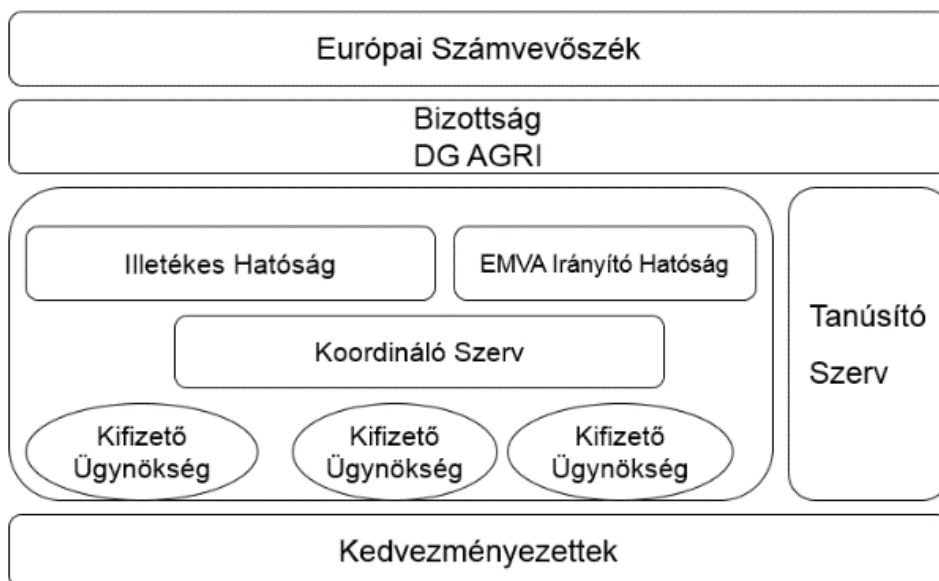 Európai Számvevőszék
Bizottság
DG AGRI
Illetékes Hatóság
EMVA Irányító Hatóság
Koordináló Szerv
Kifizető
Ügynökség
Kifizető
Ügynökség
Kifizető
Ügynökség
Tanúsító
Szerv
Kedvezményezettek